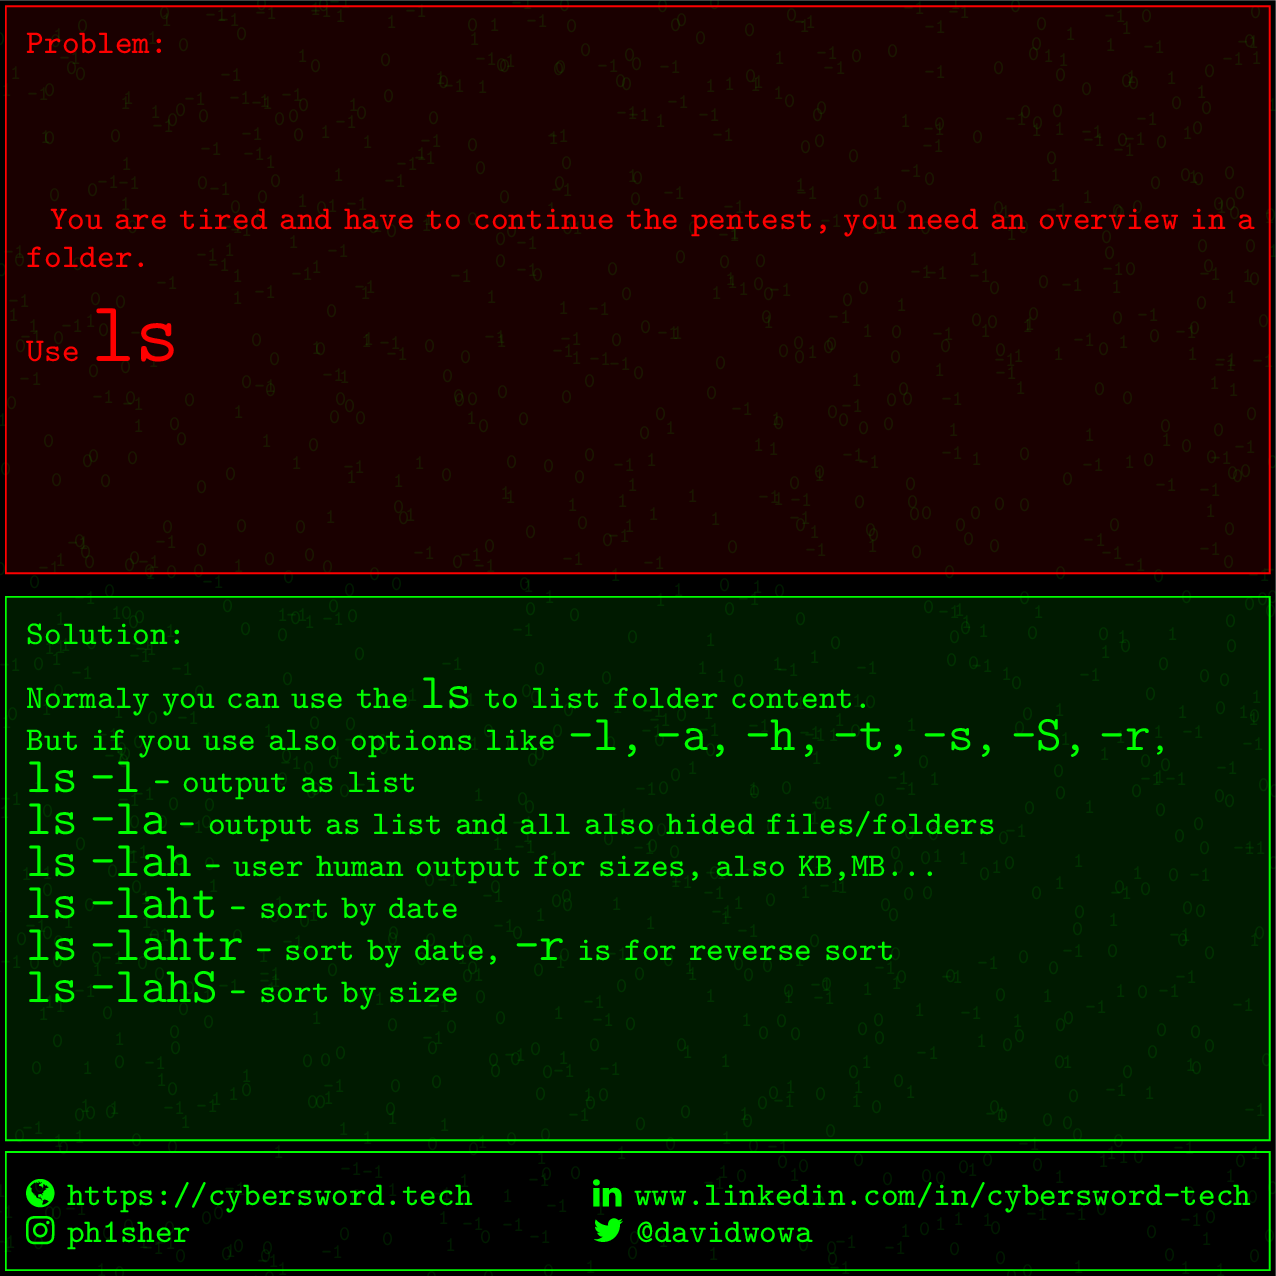 Problem:
You are tired and have to continue the pentest, you need an overview in a
folder.
Use ls
Solution:
Normaly you can use the ls to list folder content.
But if you use also options like -l, -a, -h, -t, -s, -S, -r,
ls -l - output as list
ls -la - output as list and all also hided files/folders
ls -lah - user human output for sizes, also KB,MB...
ls -laht - sort by date
ls -lahtr - sort by date, -r is for reverse sort
ls -lahS - sort by size
https://cybersword.tech
www.linkedin.com/in/cybersword-tech
ph1sher
@davidwowa